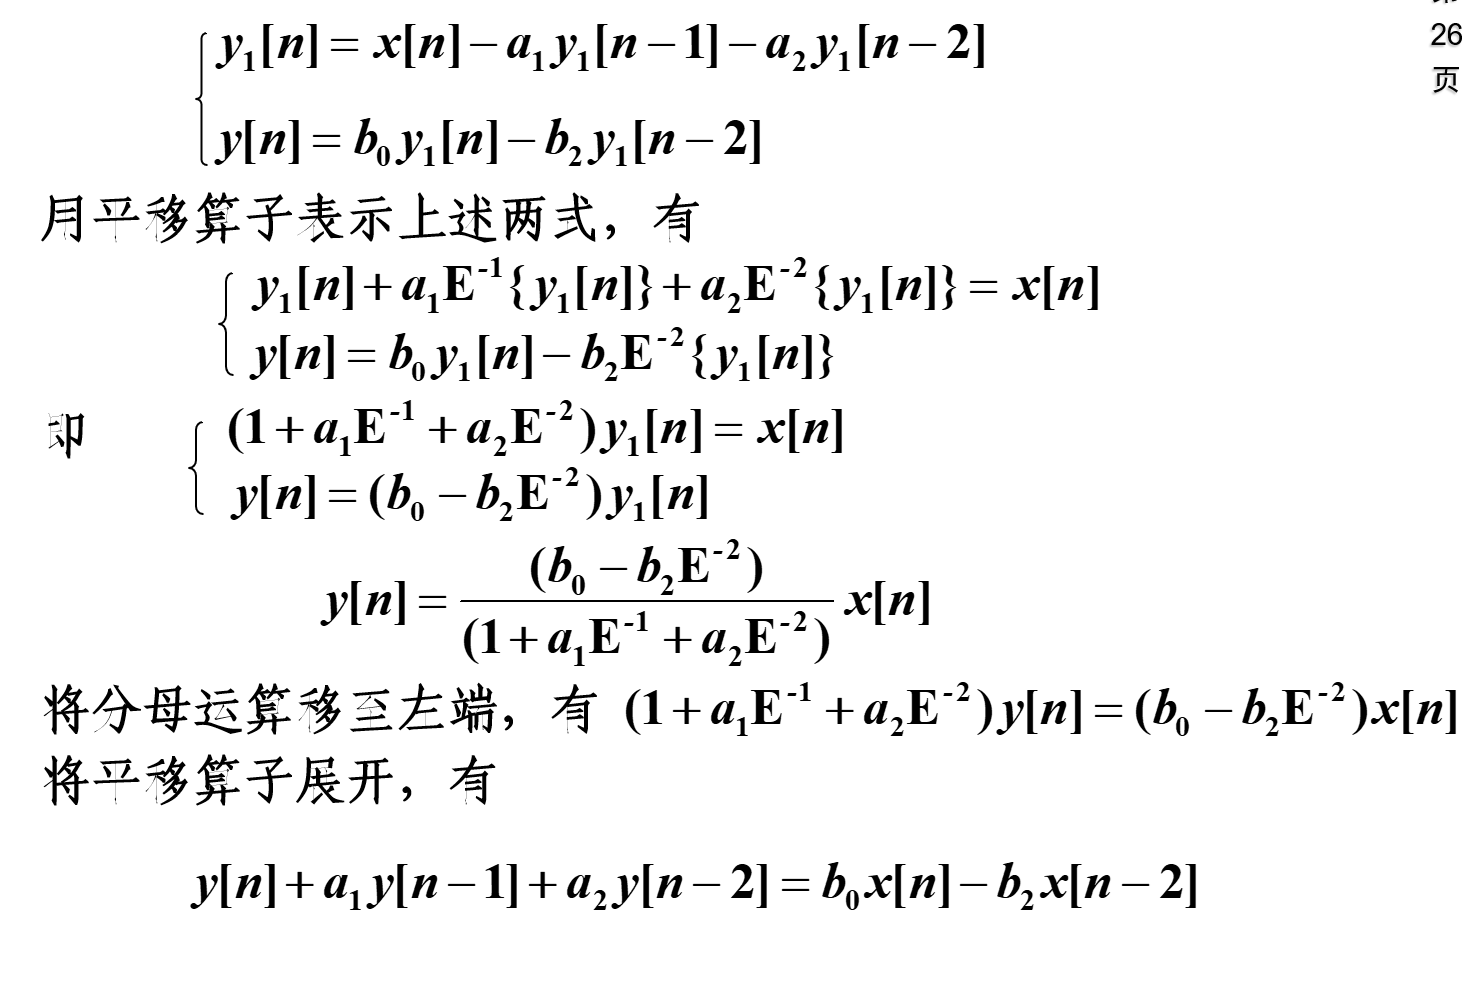 26
页
y₁[n] = x[n] − a₁y₁[n − 1] − a₂y₁[n − 2]
y[n] = b₀y₁[n] − b₂y₁[n − 2]
用平移算子表示上述两式，有
y₁[n] + a₁E⁻¹{y₁[n]} + a₂E⁻²{y₁[n]} = x[n]
y[n] = b₀y₁[n] − b₂E⁻²{y₁[n]}
即 (1 + a₁E⁻¹ + a₂E⁻²)y₁[n] = x[n]
y[n] = (b₀ − b₂E⁻²)y₁[n]
y[n] = (b₀ − b₂E⁻²) / (1 + a₁E⁻¹ + a₂E⁻²) x[n]
将分母运算移至左端，有 (1 + a₁E⁻¹ + a₂E⁻²)y[n] = (b₀ − b₂E⁻²)x[n]
将平移算子展开，有
y[n] + a₁y[n − 1] + a₂y[n − 2] = b₀x[n] − b₂x[n − 2]